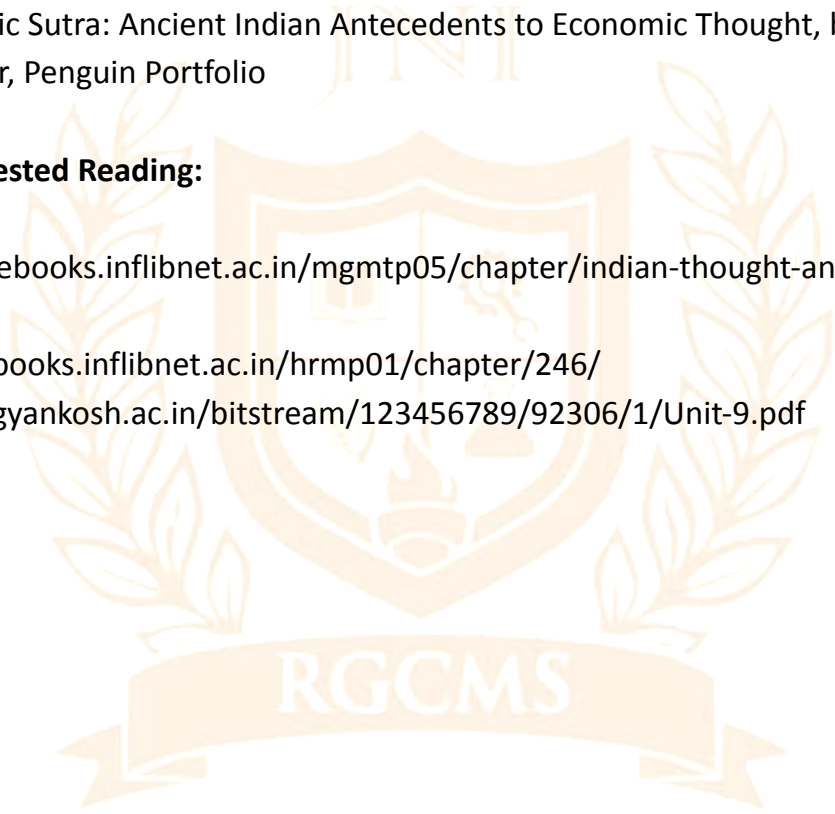 ic Sutra: Ancient Indian Antecedents to Economic Thought, b
r, Penguin Portfolio
ested Reading:
ebooks.inflibnet.ac.in/mgmtp05/chapter/indian-thought-an
books.inflibnet.ac.in/hrmp01/chapter/246/
gyankosh.ac.in/bitstream/123456789/92306/1/Unit-9.pdf
RGCMS